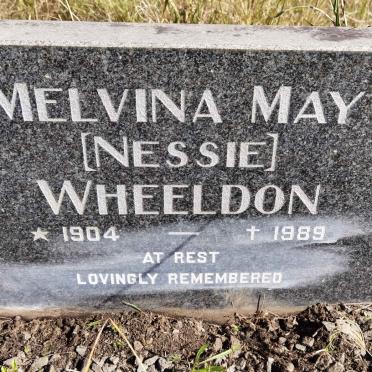 MELVINA MAY
[NESSIE]
WHEELDON
★ 1904 — † 1989
AT REST
LOVINGLY REMEMBERED